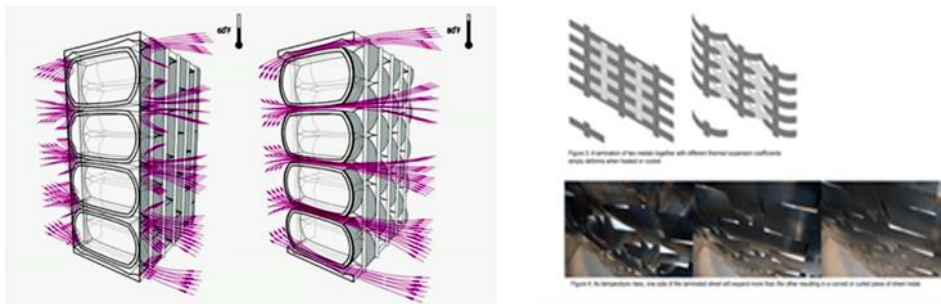 60°F
80°F
Figure 3: A lamination of two metals together with different thermal expansion coefficients
simply deforms when heated or cooled
Figure 4: As temperature rises, one side of the laminated sheet will expand more than the other resulting in a curved or curled piece of sheet metal.